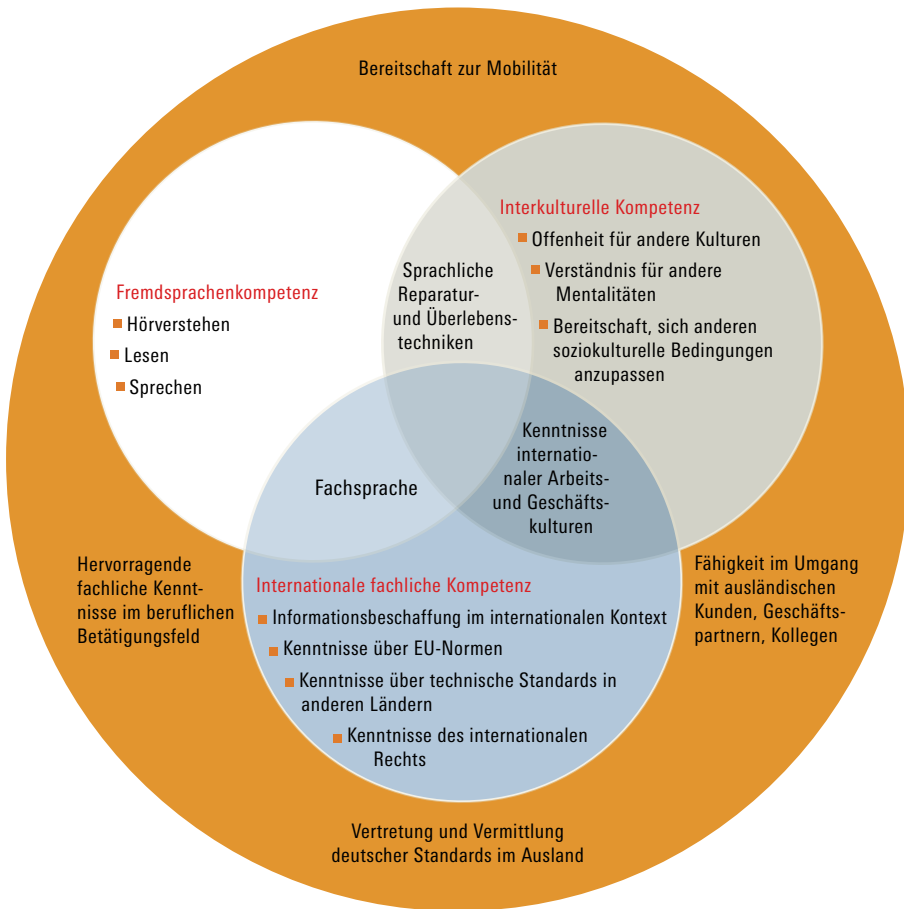 Bereitschaft zur Mobilität
Interkulturelle Kompetenz
Offenheit für andere Kulturen
Verständnis für andere
Mentalitäten
Bereitschaft, sich anderen
soziokulturelle Bedingungen
anzupassen
Sprachliche
Reparatur-
und Überlebens-
techniken
Fremdsprachenkompetenz
Hörverstehen
Lesen
Sprechen
Kenntnisse
internatio-
naler Arbeits-
und Geschäfts-
kulturen
Fachsprache
Hervorragende
fachliche Kennt-
nisse im beruflichen
Betätigungsfeld
Internationale fachliche Kompetenz
Informationsbeschaffung im internationalen Kontext
Kenntnisse über EU-Normen
Kenntnisse über technische Standards in
anderen Ländern
Kenntnisse des internationalen
Rechts
Fähigkeit im Umgang
mit ausländischen
Kunden, Geschäfts-
partnern, Kollegen
Vertretung und Vermittlung
deutscher Standards im Ausland